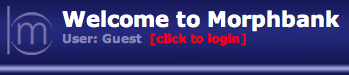 m Welcome to Morphbank
User: Guest [click to login]